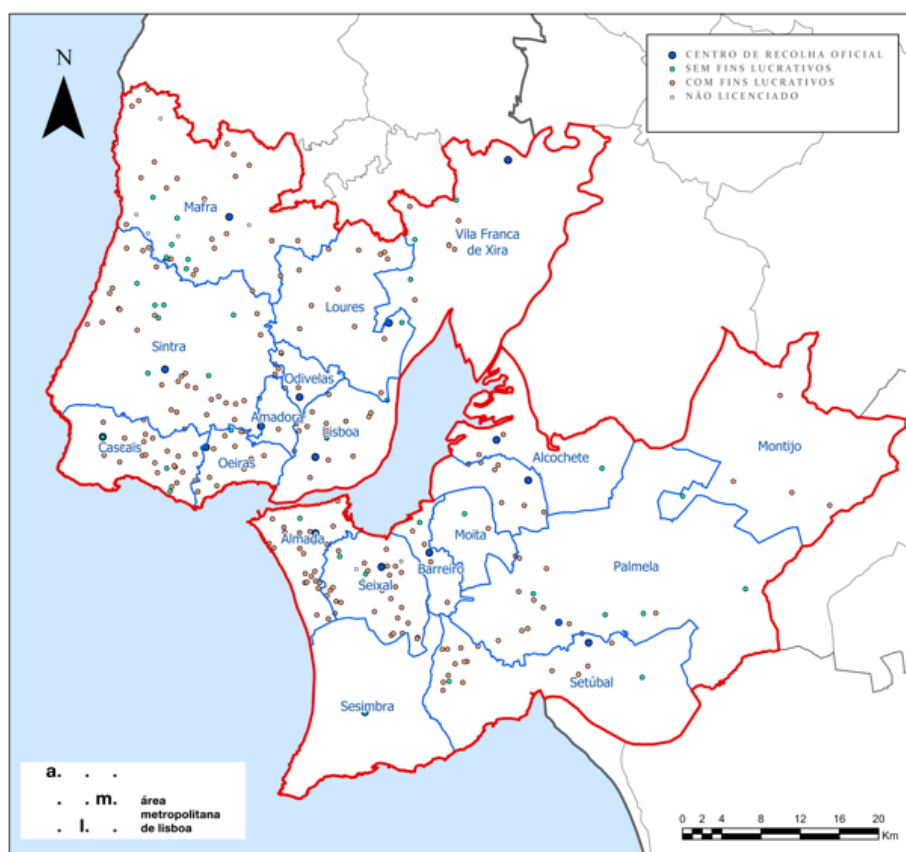 N
CENTRO DE RECOLHA OFICIAL
SEM FINS LUCRATIVOS
COM FINS LUCRATIVOS
NÃO LICENCIADO
Mafra
Vila Franca
de Xira
Loures
Sintra
Odivelas
Amadora
Lisboa
Cascais
Oeiras
Montijo
Alcochete
Almada
Moita
Barreiro
Seixal
Palmela
Setúbal
Sesimbra
a. . .
. . m. área
metropolitana
. l. . de lisboa
0 2 4 8 12 16 20
Km